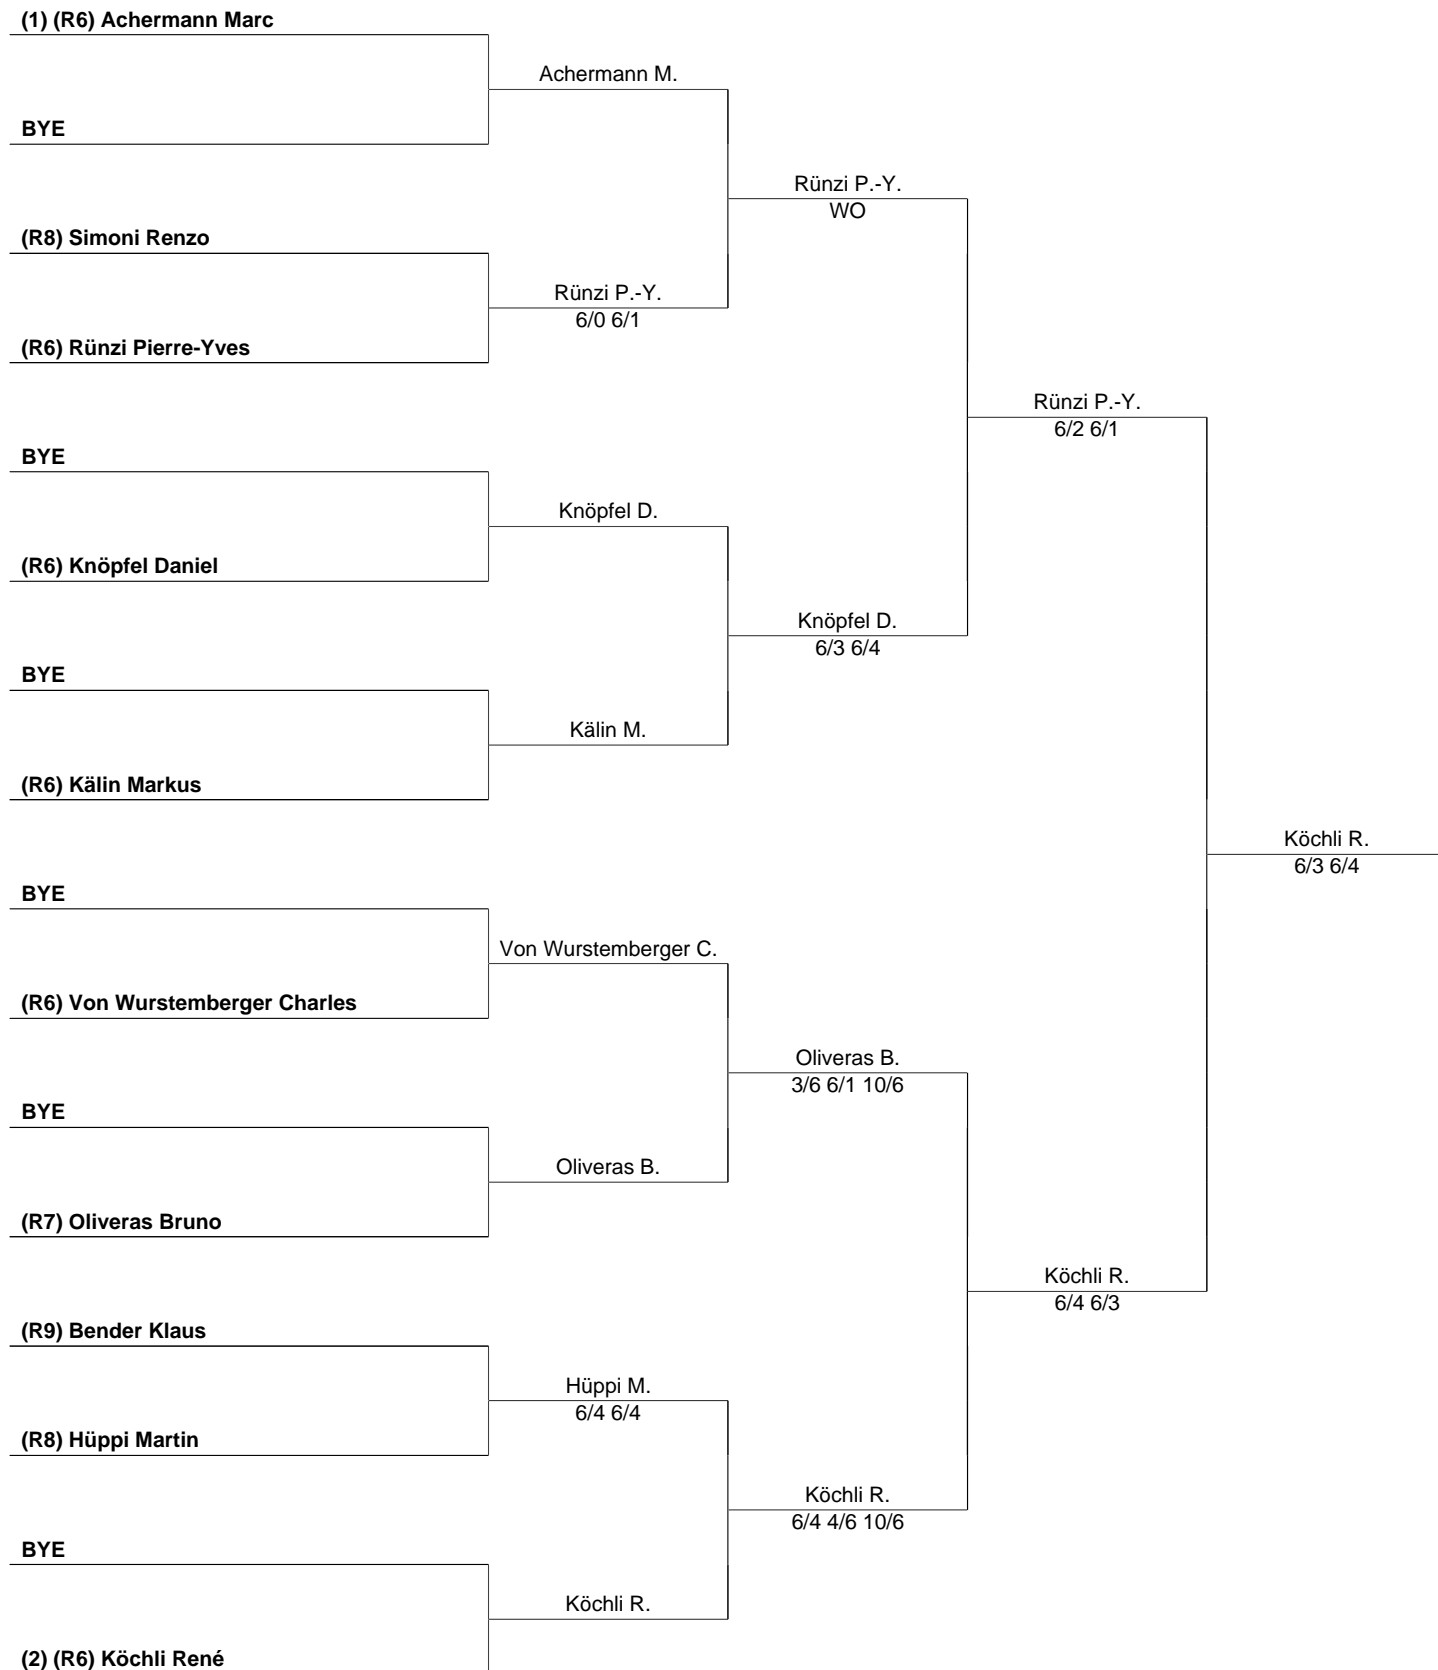 (1) (R6) Achermann Marc
Achermann M.
BYE
Rünzi P.-Y.
WO
(R8) Simoni Renzo
Rünzi P.-Y.
6/0 6/1
(R6) Rünzi Pierre-Yves
Rünzi P.-Y.
6/2 6/1
BYE
Knöpfel D.
(R6) Knöpfel Daniel
Knöpfel D.
6/3 6/4
BYE
Kälin M.
(R6) Kälin Markus
Köchli R.
6/3 6/4
BYE
Von Wurstemberger C.
(R6) Von Wurstemberger Charles
Oliveras B.
3/6 6/1 10/6
BYE
Oliveras B.
(R7) Oliveras Bruno
Köchli R.
6/4 6/3
(R9) Bender Klaus
Hüppi M.
6/4 6/4
(R8) Hüppi Martin
Köchli R.
6/4 4/6 10/6
BYE
Köchli R.
(2) (R6) Köchli René